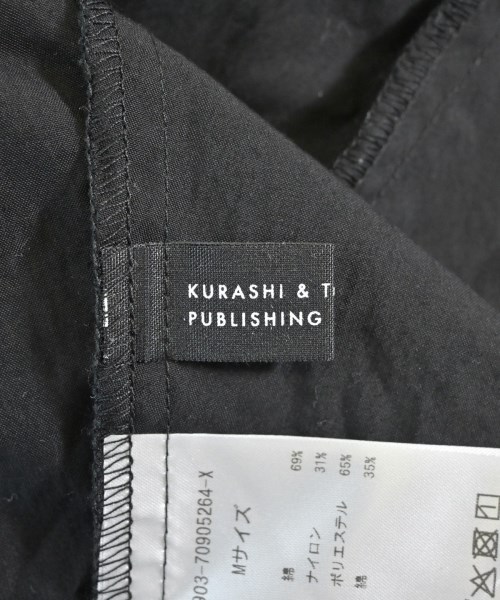 KURASHI & T
PUBLISHING
903-70905264-X
Mサイズ
綿 69%
ナイロン 31%
ポリエステル 65%
綿 35%